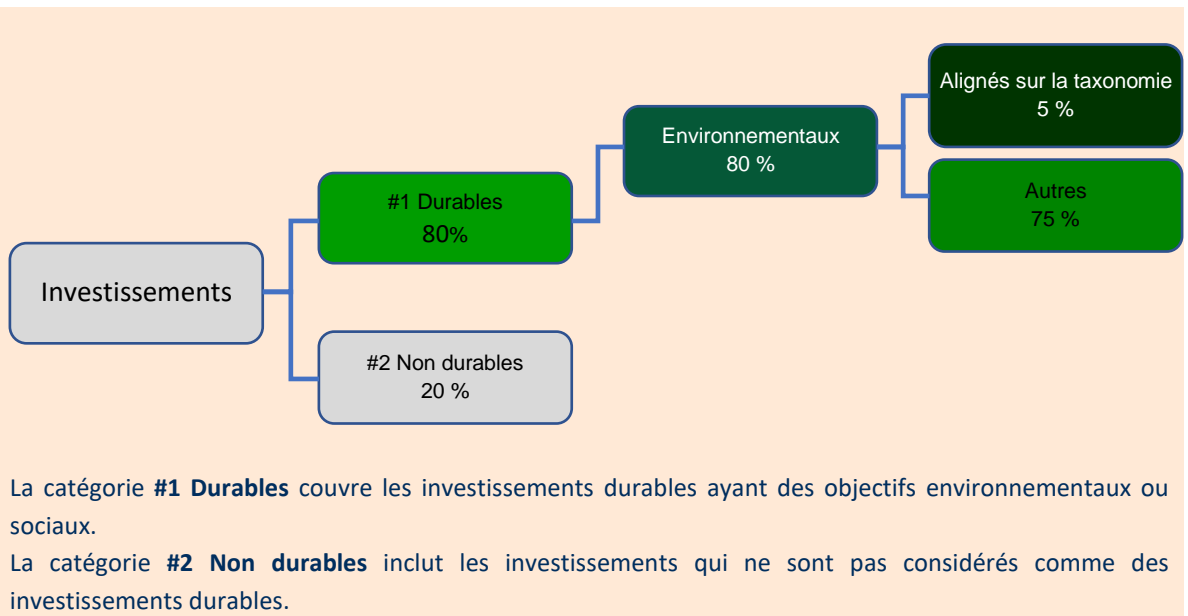 Alignés sur la taxonomie
5 %
Environnementaux
80 %
Autres
75 %
#1 Durables
80%
Investissements
#2 Non durables
20 %
La catégorie #1 Durables couvre les investissements durables ayant des objectifs environnementaux ou
sociaux.
La catégorie #2 Non durables inclut les investissements qui ne sont pas considérés comme des
investissements durables.